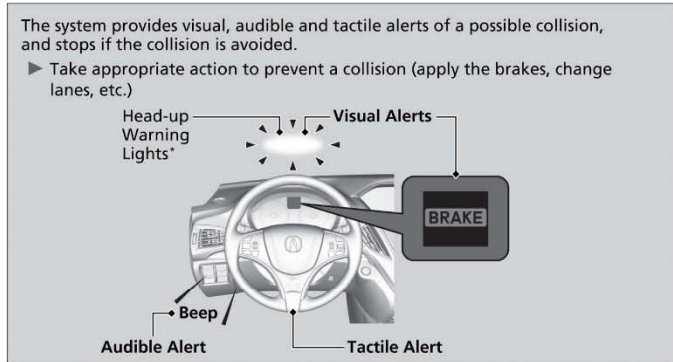 The system provides visual, audible and tactile alerts of a possible collision,
and stops if the collision is avoided.
▶ Take appropriate action to prevent a collision (apply the brakes, change
lanes, etc.)
Head-up
Warning
Lights*
Visual Alerts
BRAKE
Beep
Audible Alert
Tactile Alert